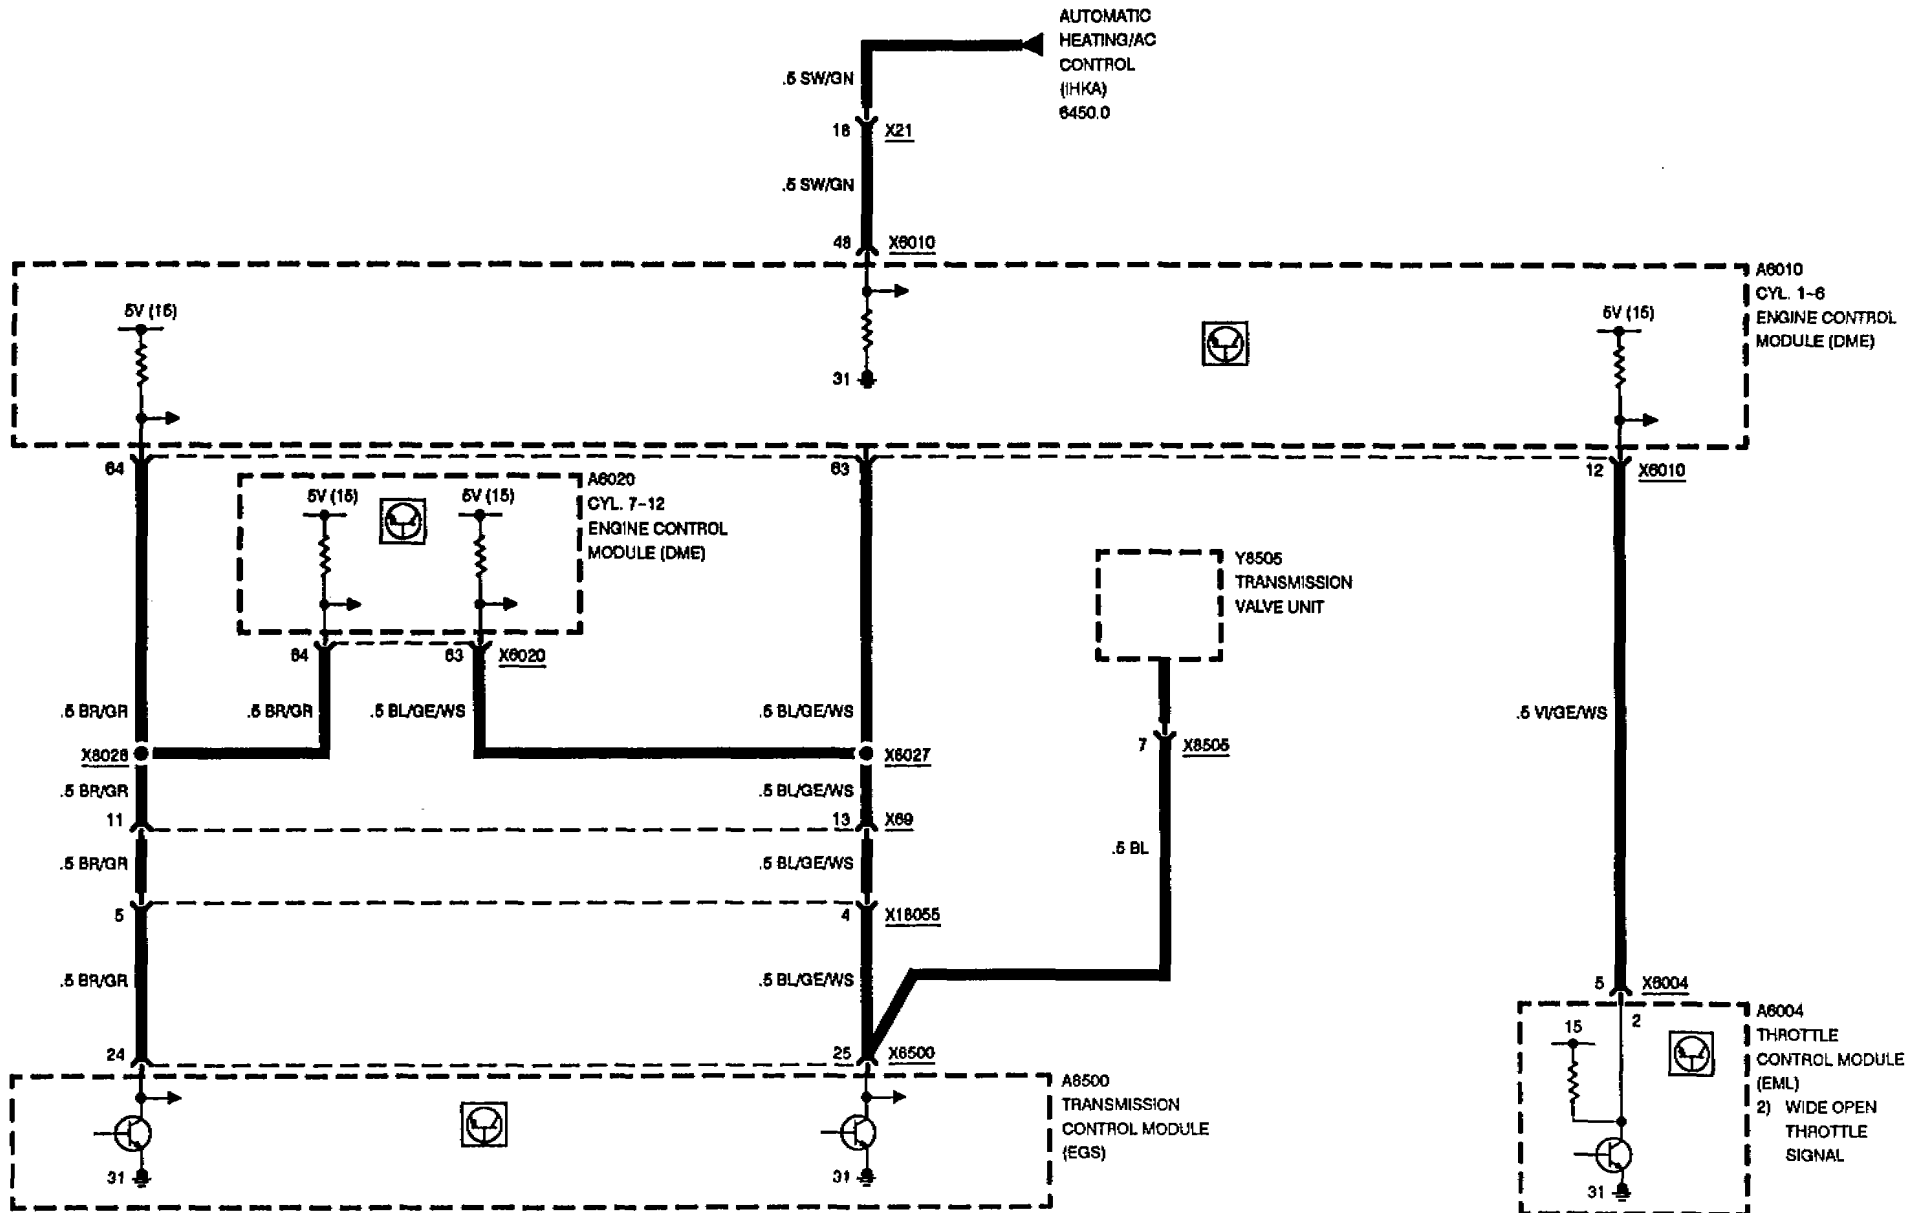 AUTOMATIC
HEATING/AC
CONTROL
(IHKA)
6450.0
.5 SW/GN
16 X21
.5 SW/GN
48 X6010
A6010
CYL. 1-6
ENGINE CONTROL
MODULE (DME)
5V (15)
5V (15)
31
64
63
12 X6010
A6020
CYL. 7-12
ENGINE CONTROL
MODULE (DME)
5V (15)
5V (15)
64
63 X6020
Y8505
TRANSMISSION
VALVE UNIT
.5 BR/GR
.5 BR/GR
.5 BL/GE/WS
.5 BL/GE/WS
.5 VI/GE/WS
7 X8505
X6028
X6027
.5 BR/GR
.5 BL/GE/WS
11
13 X69
.5 BL
.5 BR/GR
.5 BL/GE/WS
5
4 X18055
.5 BR/GR
.5 BL/GE/WS
5 X6004
24
25 X8500
A8500
TRANSMISSION
CONTROL MODULE
(EGS)
31
31
15
2
31
A6004
THROTTLE
CONTROL MODULE
(EML)
2) WIDE OPEN
THROTTLE
SIGNAL